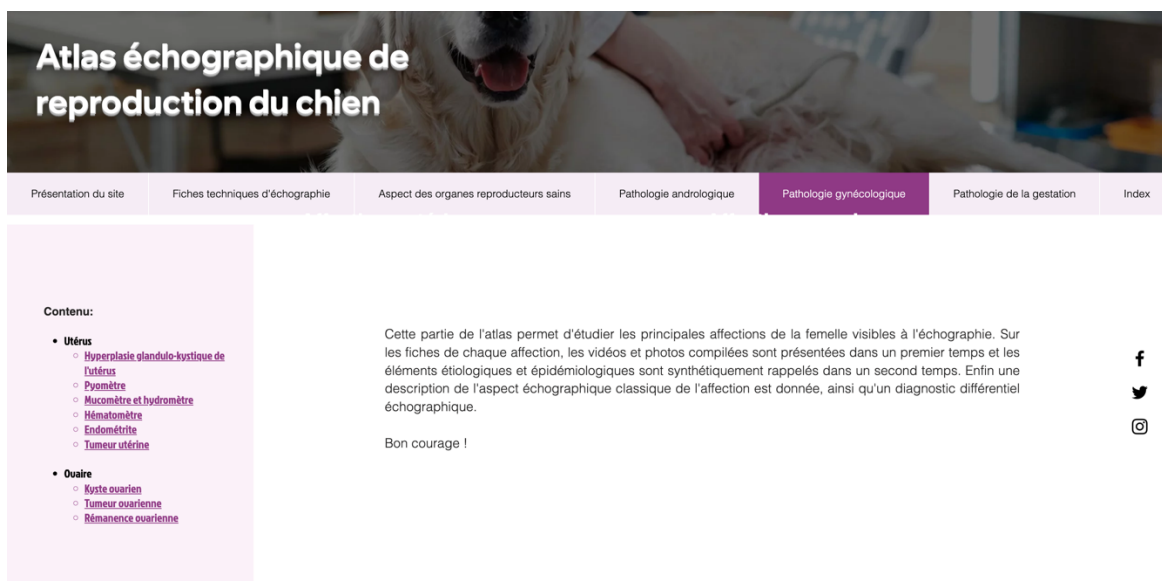 Atlas échographique de
reproduction du chien
Présentation du site
Fiches techniques d'échographie
Aspect des organes reproducteurs sains
Pathologie andrologique
Pathologie gynécologique
Pathologie de la gestation
Index
Contenu:
Utérus
Hyperplasie glandulo-kystique de
l'utérus
Pyomètre
Mucomètre et hydromètre
Hématomètre
Endométrite
Tumeur utérine
Ovaire
Kyste ovarien
Tumeur ovarienne
Rémanence ovarienne
Cette partie de l'atlas permet d'étudier les principales affections de la femelle visibles à l'échographie. Sur
les fiches de chaque affection, les vidéos et photos compilées sont présentées dans un premier temps et les
éléments étiologiques et épidémiologiques sont synthétiquement rappelés dans un second temps. Enfin une
description de l'aspect échographique classique de l'affection est donnée, ainsi qu'un diagnostic différentiel
échographique.
Bon courage !